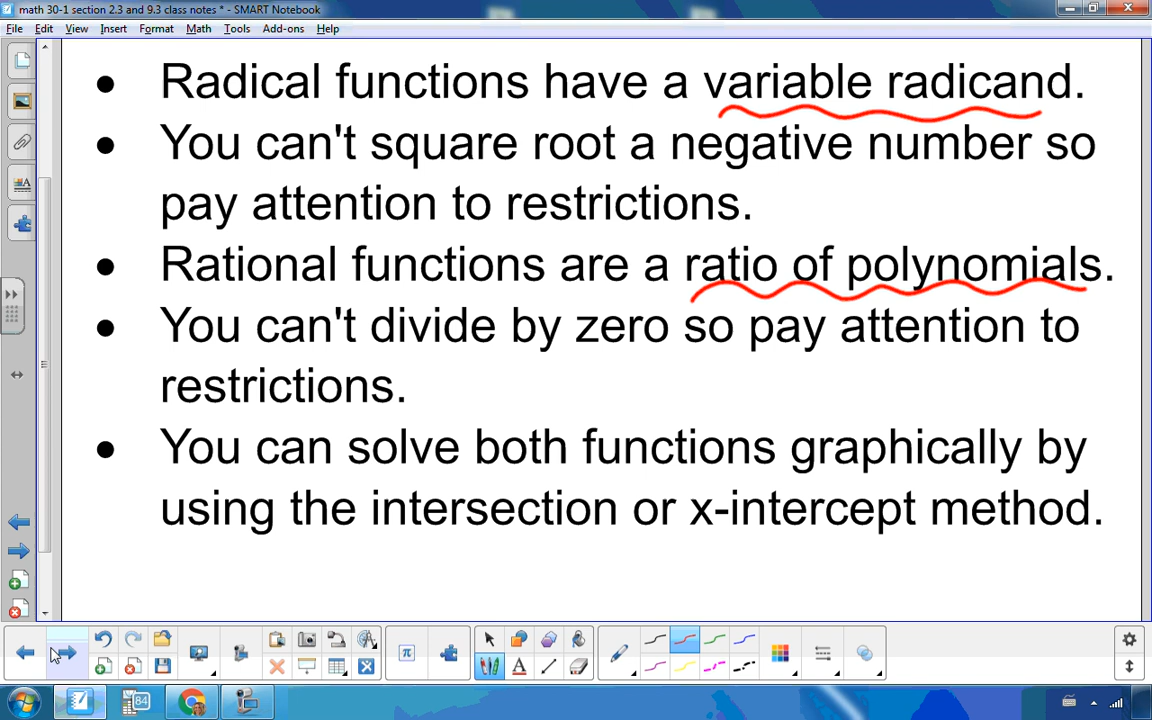 math 30-1 section 2.3 and 9.3 class notes * - SMART Notebook
File Edit View Insert Format Math Tools Add-ons Help
• Radical functions have a variable radicand.
• You can't square root a negative number so
pay attention to restrictions.
• Rational functions are a ratio of polynomials.
• You can't divide by zero so pay attention to
restrictions.
• You can solve both functions graphically by
using the intersection or x-intercept method.
π
A
84